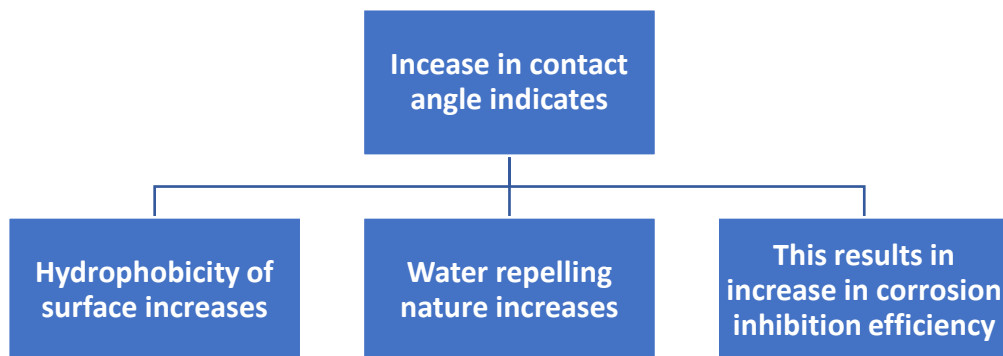 Incease in contact
angle indicates
Hydrophobicity of
surface increases
Water repelling
nature increases
This results in
increase in corrosion
inhibition efficiency